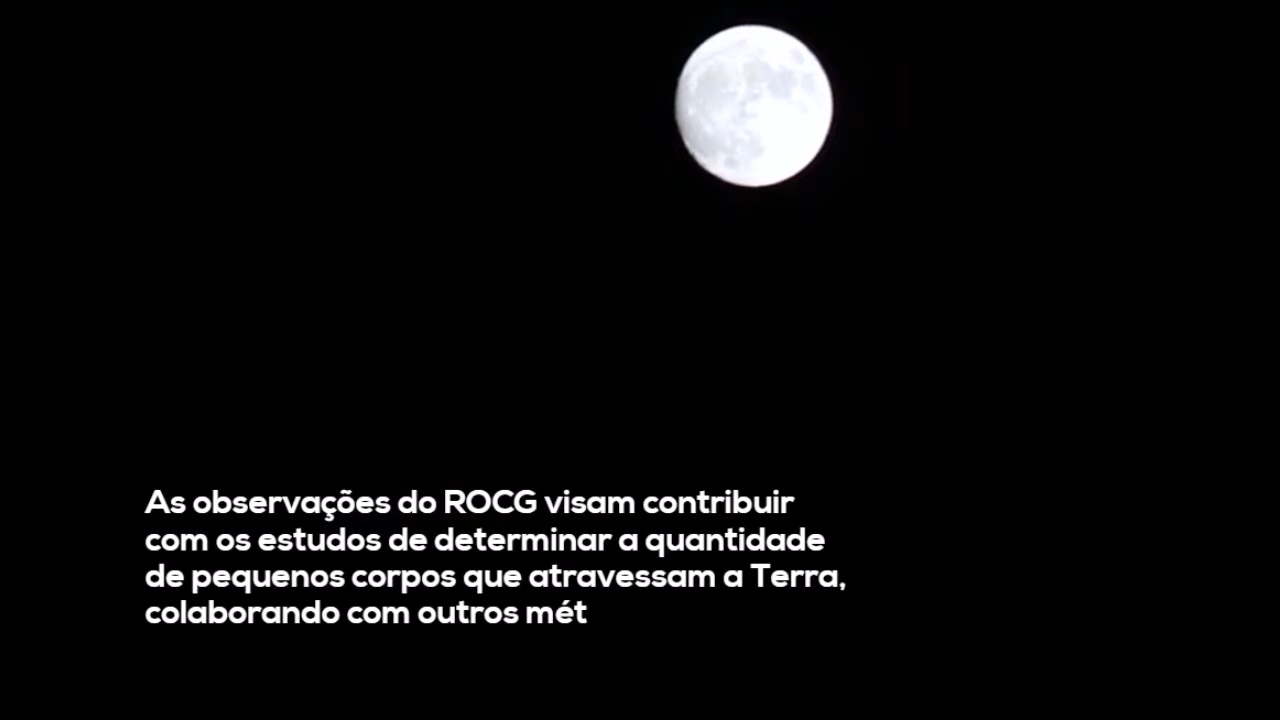 As observações do ROCG visam contribuir
com os estudos de determinar a quantidade
de pequenos corpos que atravessam a Terra,
colaborando com outros mét